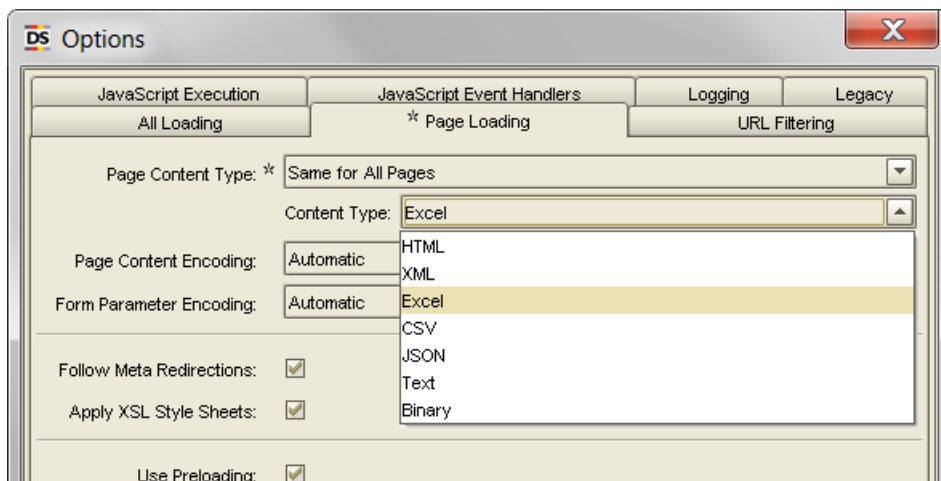 DS Options
JavaScript Execution JavaScript Event Handlers Logging Legacy
All Loading * Page Loading URL Filtering
Page Content Type: * Same for All Pages
Content Type: Excel
HTML
Page Content Encoding: Automatic
XML
Form Parameter Encoding: Automatic Excel
CSV
JSON
Follow Meta Redirections:
Text
Apply XSL Style Sheets: Binary
Use Preloading: